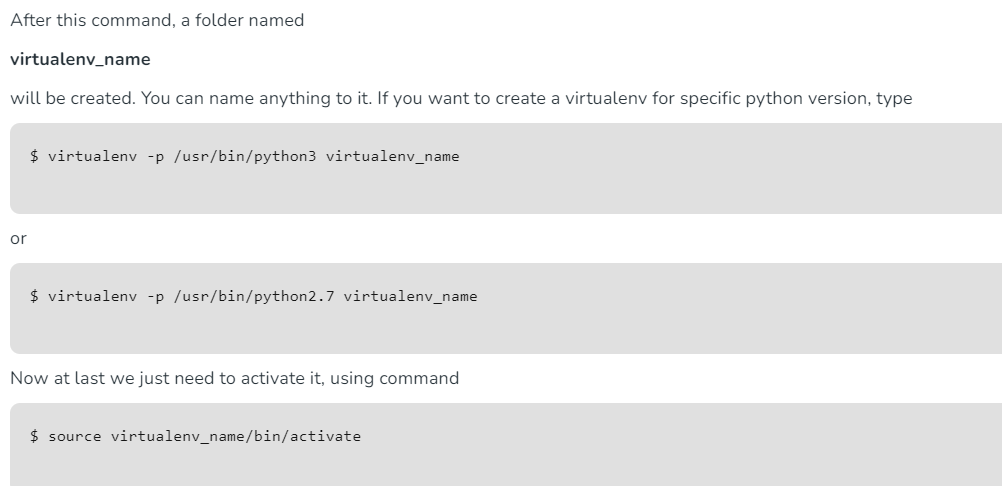 After this command, a folder named
virtualenv_name
will be created. You can name anything to it. If you want to create a virtualenv for specific python version, type
$ virtualenv -p /usr/bin/python3 virtualenv_name
or
$ virtualenv -p /usr/bin/python2.7 virtualenv_name
Now at last we just need to activate it, using command
$ source virtualenv_name/bin/activate